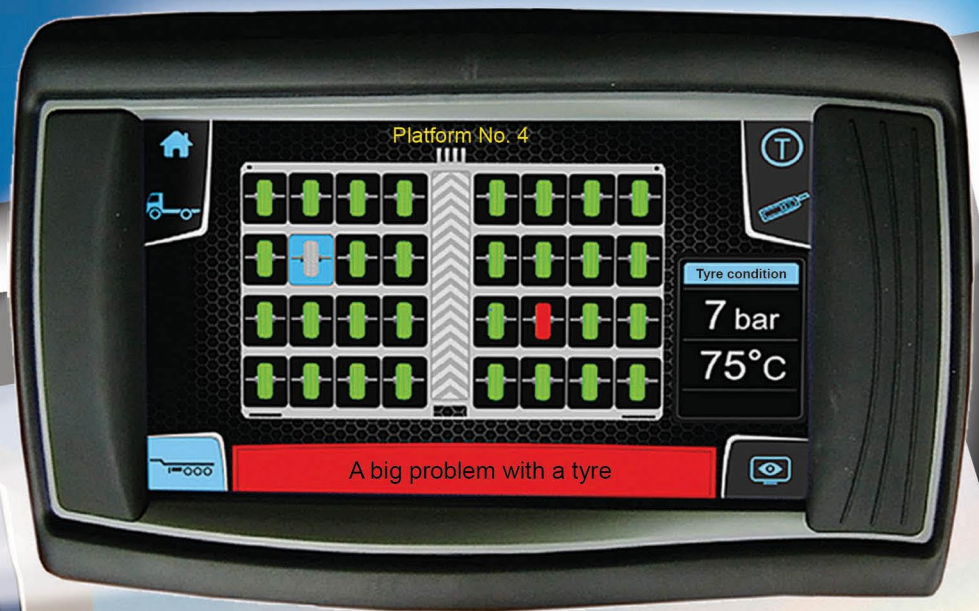 Platform No. 4
T
Tyre condition
7 bar
75°C
A big problem with a tyre